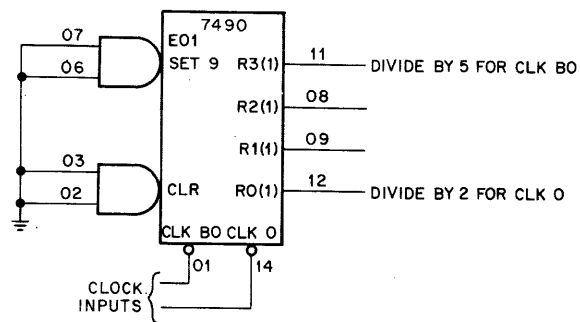 7490
07
E01
06
SET 9
R3(1)
11
DIVIDE BY 5 FOR CLK BO
R2(1)
08
R1(1)
09
03
02
CLR
R0(1)
12
DIVIDE BY 2 FOR CLK O
CLK BO
CLK O
01
14
CLOCK
INPUTS